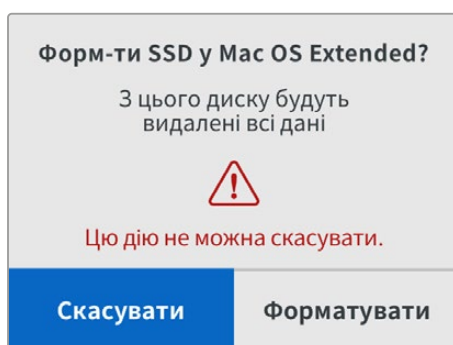 Форм-ти SSD у Mac OS Extended?
З цього диску будуть
видалені всі дані
Цю дію не можна скасувати.
Скасувати
Форматувати